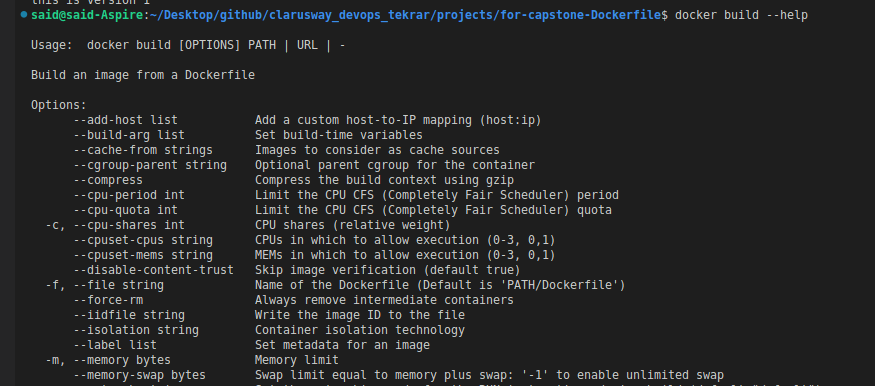 this is version 1
said@said-Aspire:~/Desktop/github/clarusway_devops_tekrar/projects/for-capstone-Dockerfile$ docker build --help
Usage:  docker build [OPTIONS] PATH | URL | -
Build an image from a Dockerfile
Options:
      --add-host list           Add a custom host-to-IP mapping (host:ip)
      --build-arg list          Set build-time variables
      --cache-from strings      Images to consider as cache sources
      --cgroup-parent string    Optional parent cgroup for the container
      --compress                Compress the build context using gzip
      --cpu-period int          Limit the CPU CFS (Completely Fair Scheduler) period
      --cpu-quota int           Limit the CPU CFS (Completely Fair Scheduler) quota
  -c, --cpu-shares int          CPU shares (relative weight)
      --cpuset-cpus string      CPUs in which to allow execution (0-3, 0,1)
      --cpuset-mems string      MEMs in which to allow execution (0-3, 0,1)
      --disable-content-trust   Skip image verification (default true)
  -f, --file string             Name of the Dockerfile (Default is 'PATH/Dockerfile')
      --force-rm                Always remove intermediate containers
      --iidfile string          Write the image ID to the file
      --isolation string        Container isolation technology
      --label list              Set metadata for an image
  -m, --memory bytes            Memory limit
      --memory-swap bytes       Swap limit equal to memory plus swap: '-1' to enable unlimited swap